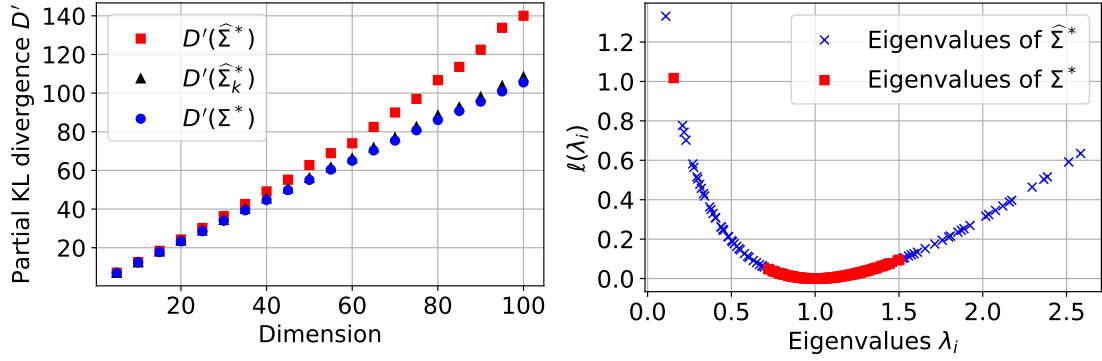 Partial KL divergence D′
140
120
100
80
60
40
20
D′(Σ̂*)
D′(Σ̂*ₖ)
D′(Σ*)
20 40 60 80 100
Dimension
ℓ(λᵢ)
1.2
1.0
0.8
0.6
0.4
0.2
0.0
Eigenvalues of Σ̂*
Eigenvalues of Σ*
0.0 0.5 1.0 1.5 2.0 2.5
Eigenvalues λᵢ